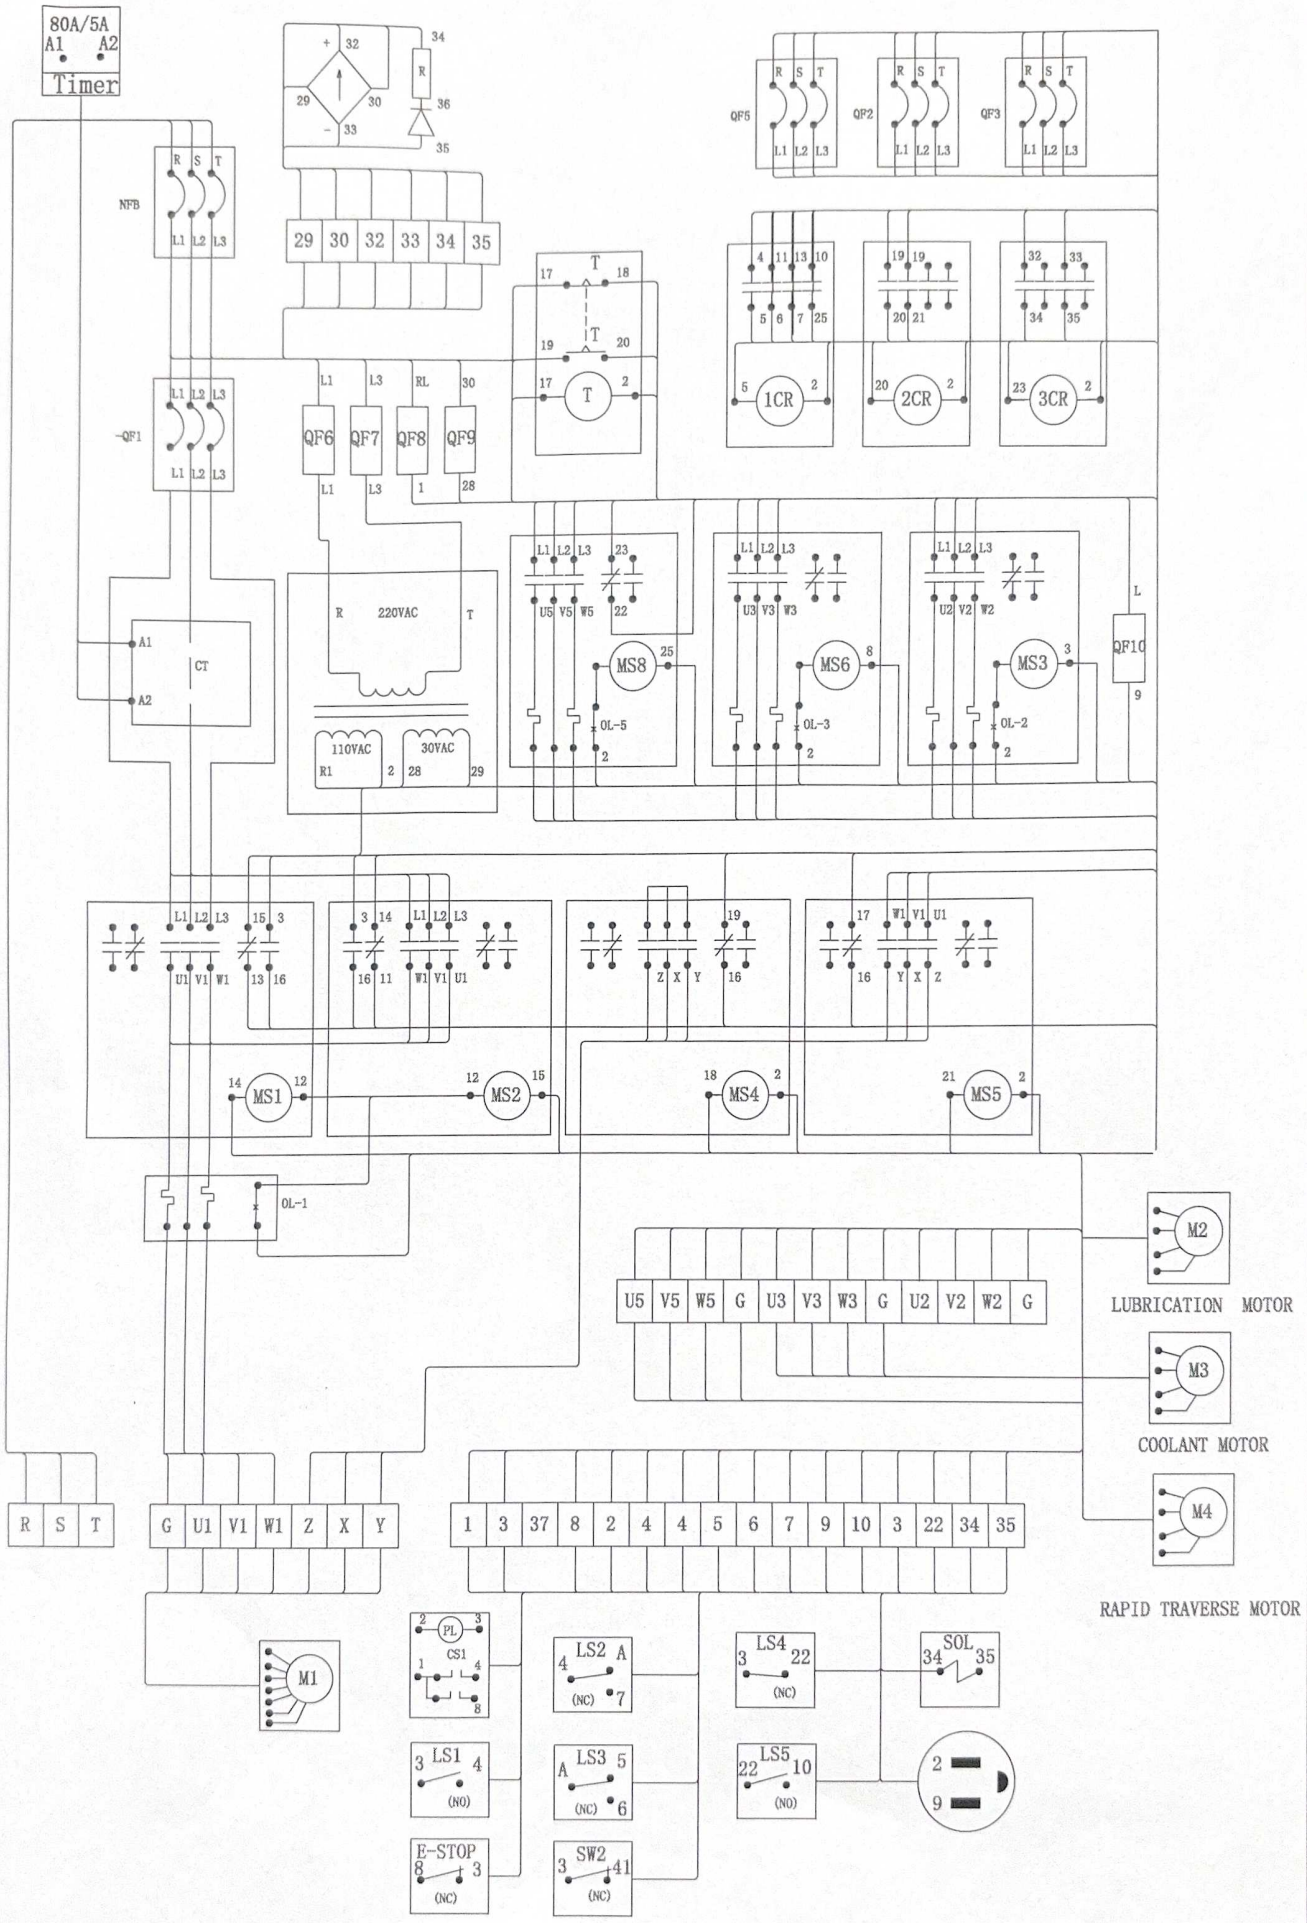 80A/5A
A1 A2
Timer
R S T
NFB
L1 L2 L3
+ 32
29 30
- 33
34
R
36
35
29 30 32 33 34 35
R S T
QF5
L1 L2 L3
R S T
QF2
L1 L2 L3
R S T
QF3
L1 L2 L3
T
17 18
T
19 20
17 T 2
4 11 13 10
5 6 7 25
5 1CR 2
19 19
20 21
20 2CR 2
32 33
34 35
23 3CR 2
L1 L2 L3
-QF1
L1 L2 L3
L1 L3 RL 30
QF6 QF7 QF8 QF9
L1 L3 1 28
A1
CT
A2
R 220VAC T
110VAC 30VAC
R1 2 28 29
L1 L2 L3 23
U5 V5 W5 22
MS8 25
OL-5
2
L1 L2 L3
U3 V3 W3
MS6 8
OL-3
2
L1 L2 L3
U2 V2 W2
MS3 3
OL-2
2
L
QF10
9
L1 L2 L3 15 3
U1 V1 W1 13 16
14 MS1 12
3 14 L1 L2 L3
16 11 W1 V1 U1
12 MS2 15
19
Z X Y 16
18 MS4 2
17 W1 V1 U1
16 Y X Z
21 MS5 2
OL-1
M2
LUBRICATION MOTOR
U5 V5 W5 G U3 V3 W3 G U2 V2 W2 G
M3
COOLANT MOTOR
M4
RAPID TRAVERSE MOTOR
R S T
G U1 V1 W1 Z X Y
1 3 37 8 2 4 4 5 6 7 9 10 3 22 34 35
M1
2 PL 3
CS1
1 4
8
LS1
3 4
(NO)
E-STOP
8 3
(NC)
LS2
4 A
(NC) 7
LS3
A 5
(NC) 6
SW2
3 41
(NC)
LS4
3 22
(NC)
LS5
22 10
(NO)
SOL
34 35
2
9